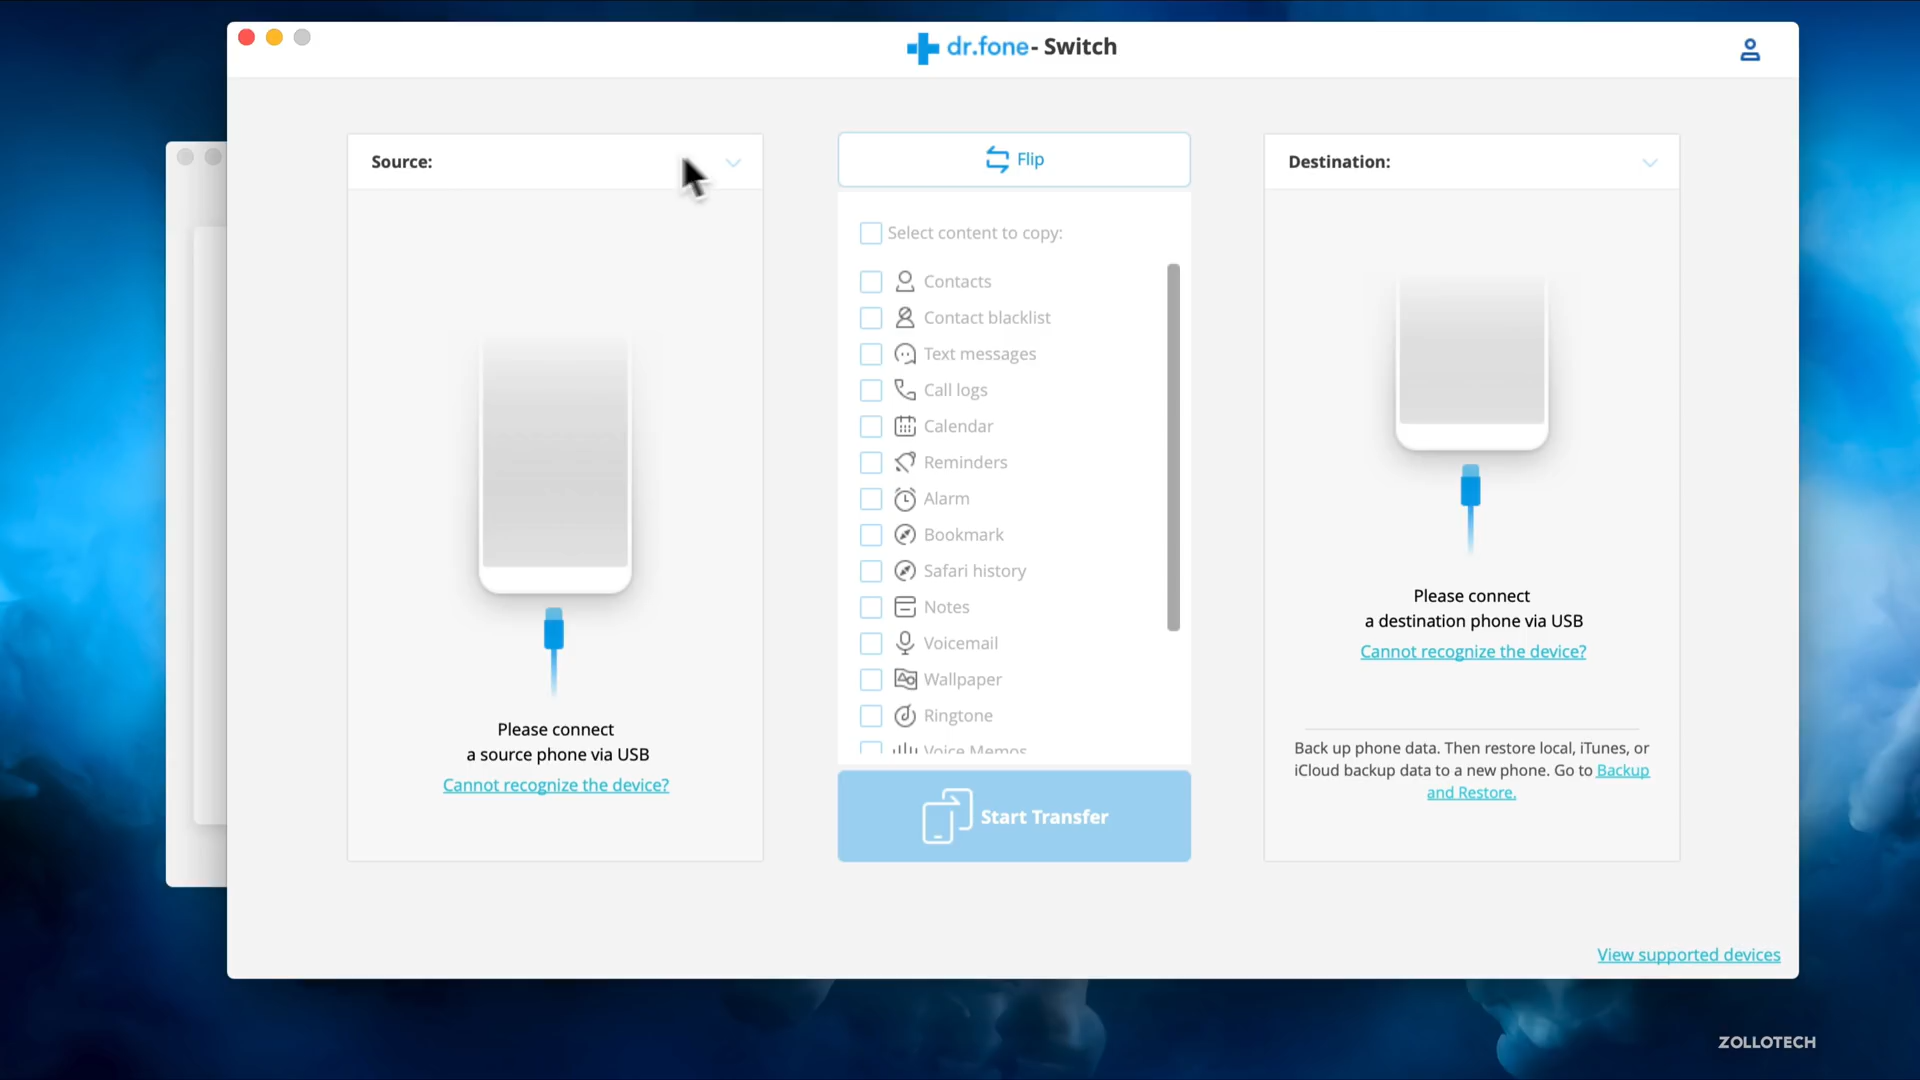 dr.fone - Switch
Source:
Please connect
a source phone via USB
Cannot recognize the device?
Flip
Select content to copy:
Contacts
Contact blacklist
Text messages
Call logs
Calendar
Reminders
Alarm
Bookmark
Safari history
Notes
Voicemail
Wallpaper
Ringtone
Voice Memos
Start Transfer
Destination:
Please connect
a destination phone via USB
Cannot recognize the device?
Back up phone data. Then restore local, iTunes, or
iCloud backup data to a new phone. Go to Backup
and Restore.
View supported devices
ZOLLOTECH